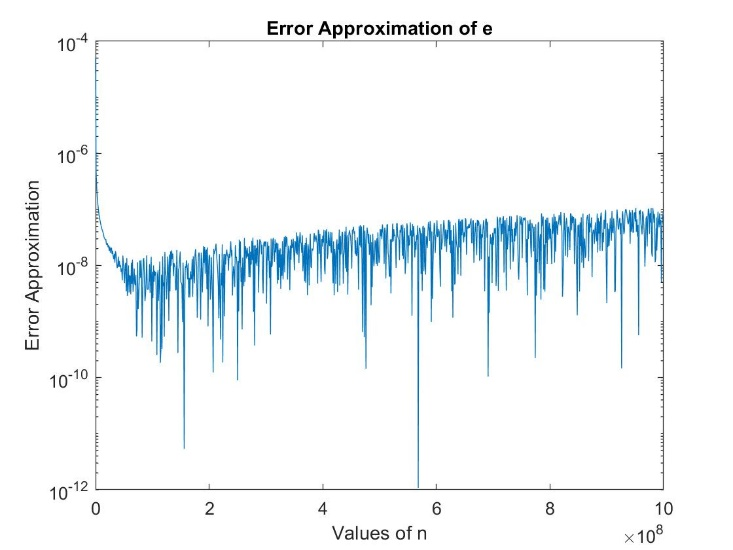 Error Approximation of e
10^-4
10^-6
10^-8
10^-10
10^-12
Error Approximation
0 2 4 6 8 10
Values of n
×10^8